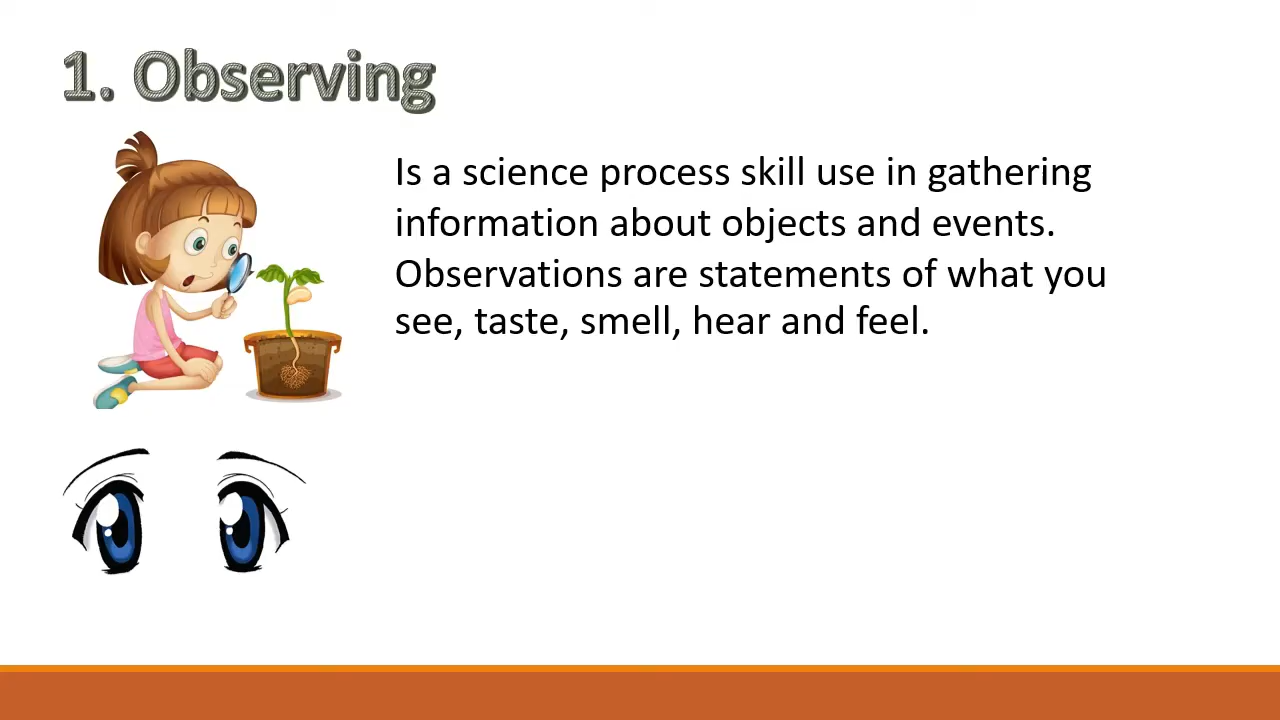 1. Observing
Is a science process skill use in gathering
information about objects and events.
Observations are statements of what you
see, taste, smell, hear and feel.